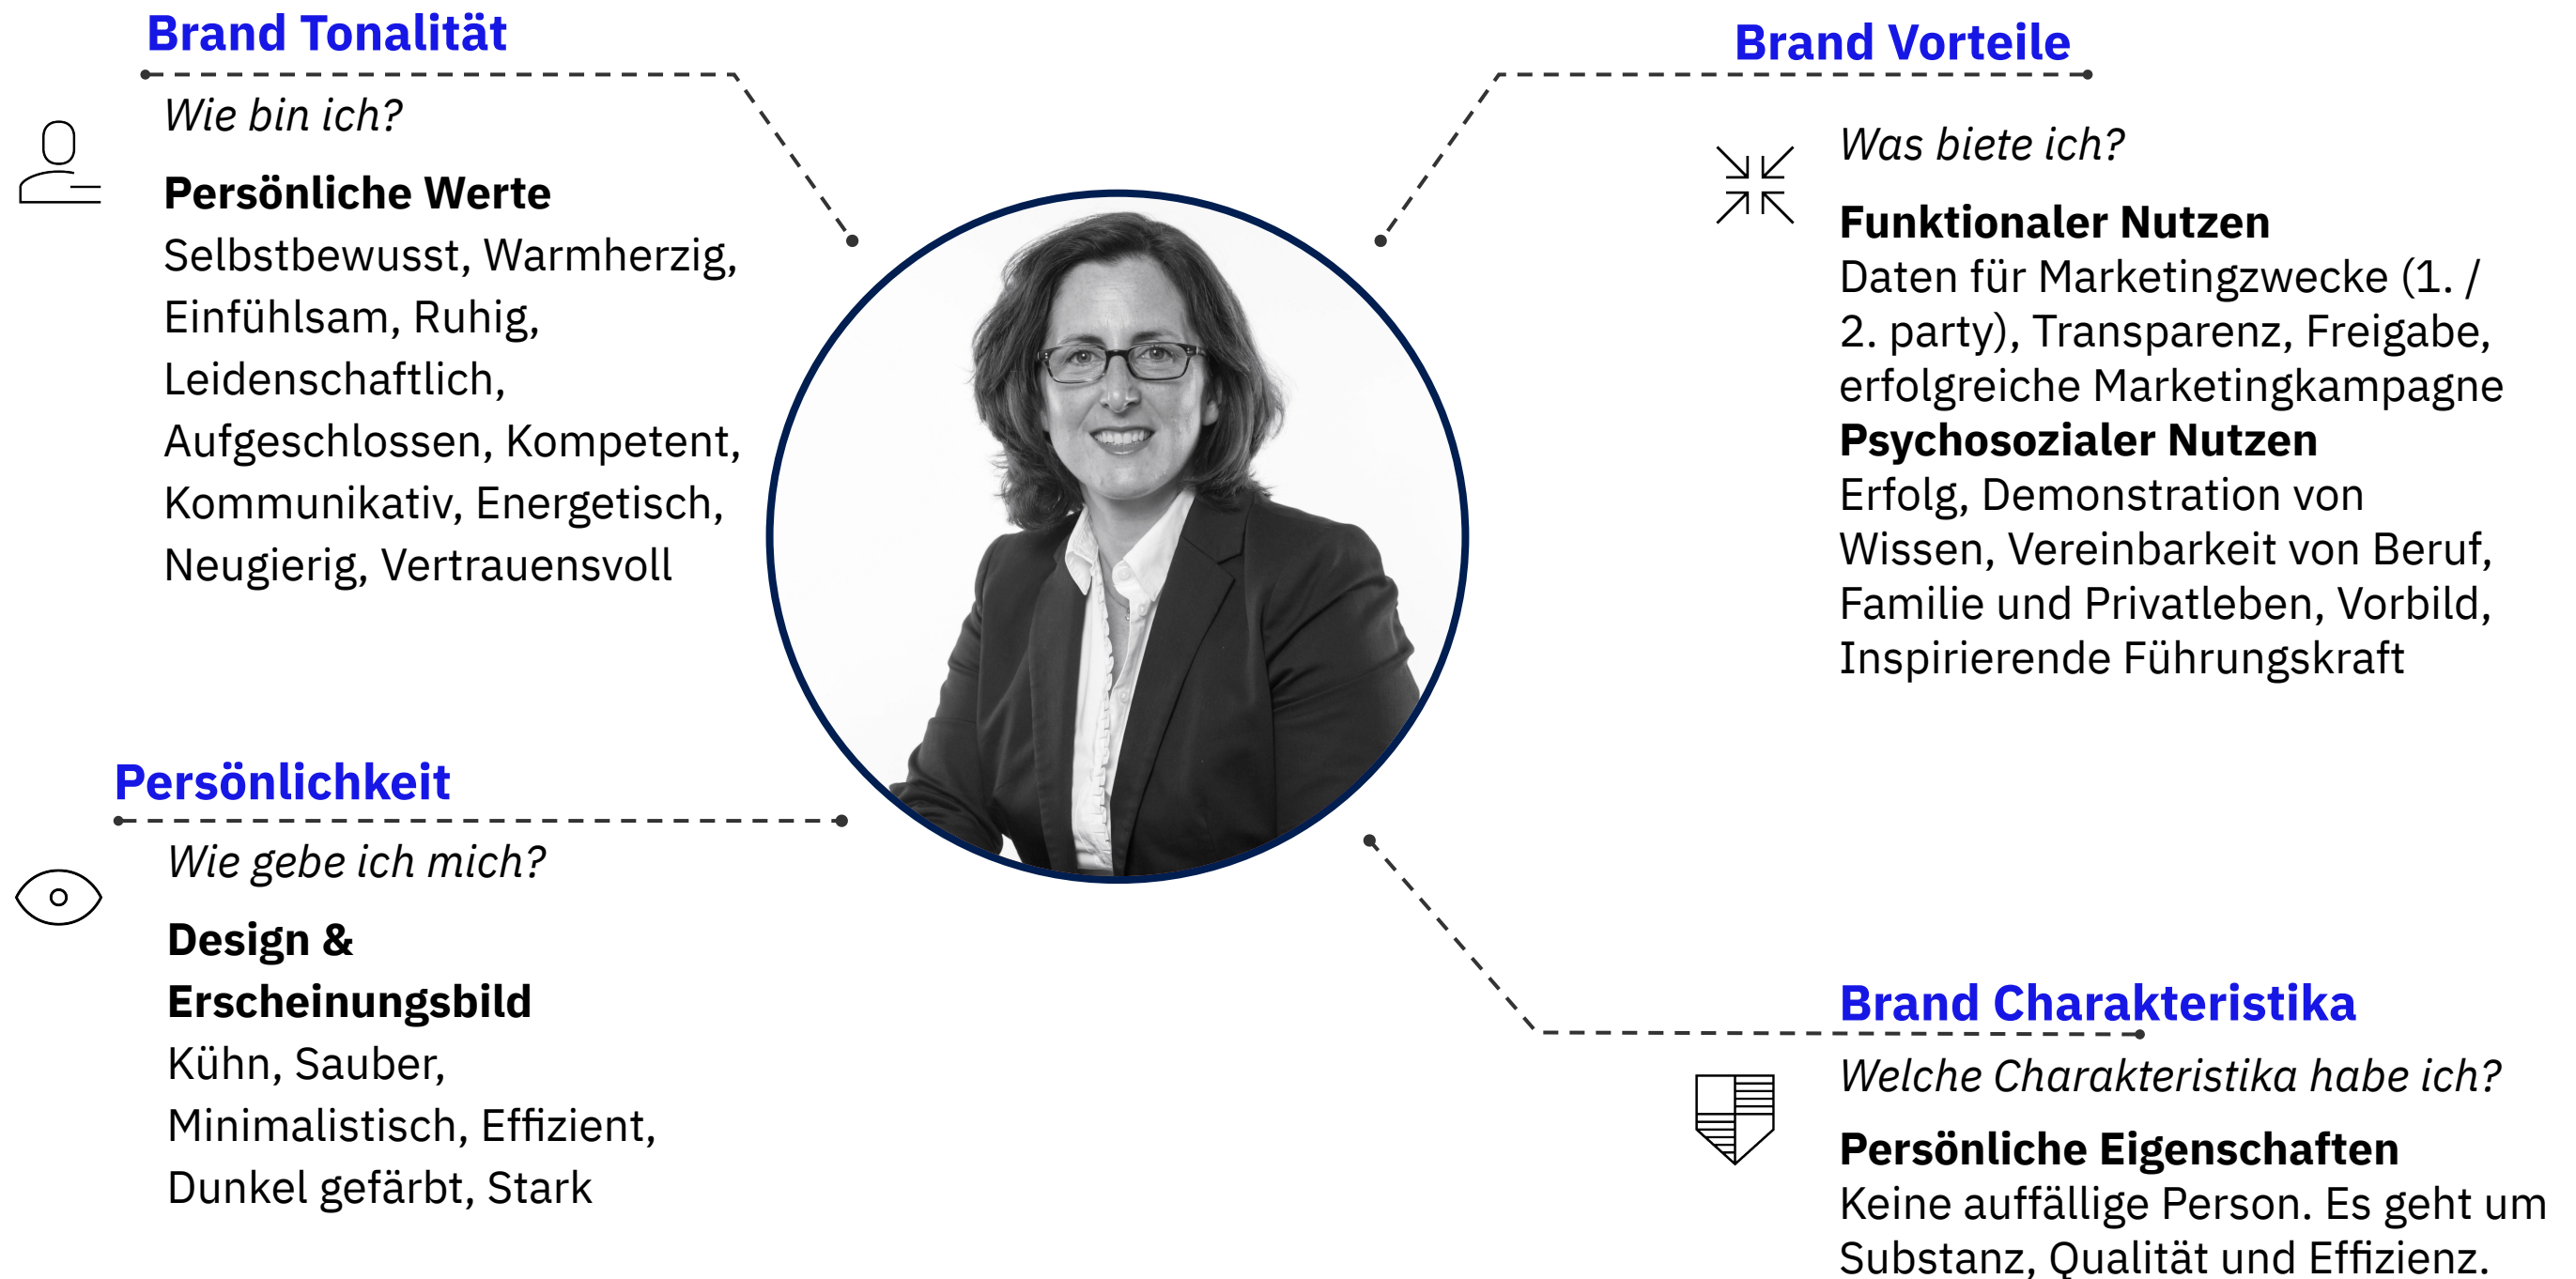 Brand Tonalität
Wie bin ich?
Persönliche Werte
Selbstbewusst, Warmherzig,
Einfühlsam, Ruhig,
Leidenschaftlich,
Aufgeschlossen, Kompetent,
Kommunikativ, Energetisch,
Neugierig, Vertrauensvoll
Brand Vorteile
Was biete ich?
Funktionaler Nutzen
Daten für Marketingzwecke (1. /
2. party), Transparenz, Freigabe,
erfolgreiche Marketingkampagne
Psychosozialer Nutzen
Erfolg, Demonstration von
Wissen, Vereinbarkeit von Beruf,
Familie und Privatleben, Vorbild,
Inspirierende Führungskraft
Persönlichkeit
Wie gebe ich mich?
Design &
Erscheinungsbild
Kühn, Sauber,
Minimalistisch, Effizient,
Dunkel gefärbt, Stark
Brand Charakteristika
Welche Charakteristika habe ich?
Persönliche Eigenschaften
Keine auffällige Person. Es geht um
Substanz, Qualität und Effizienz.